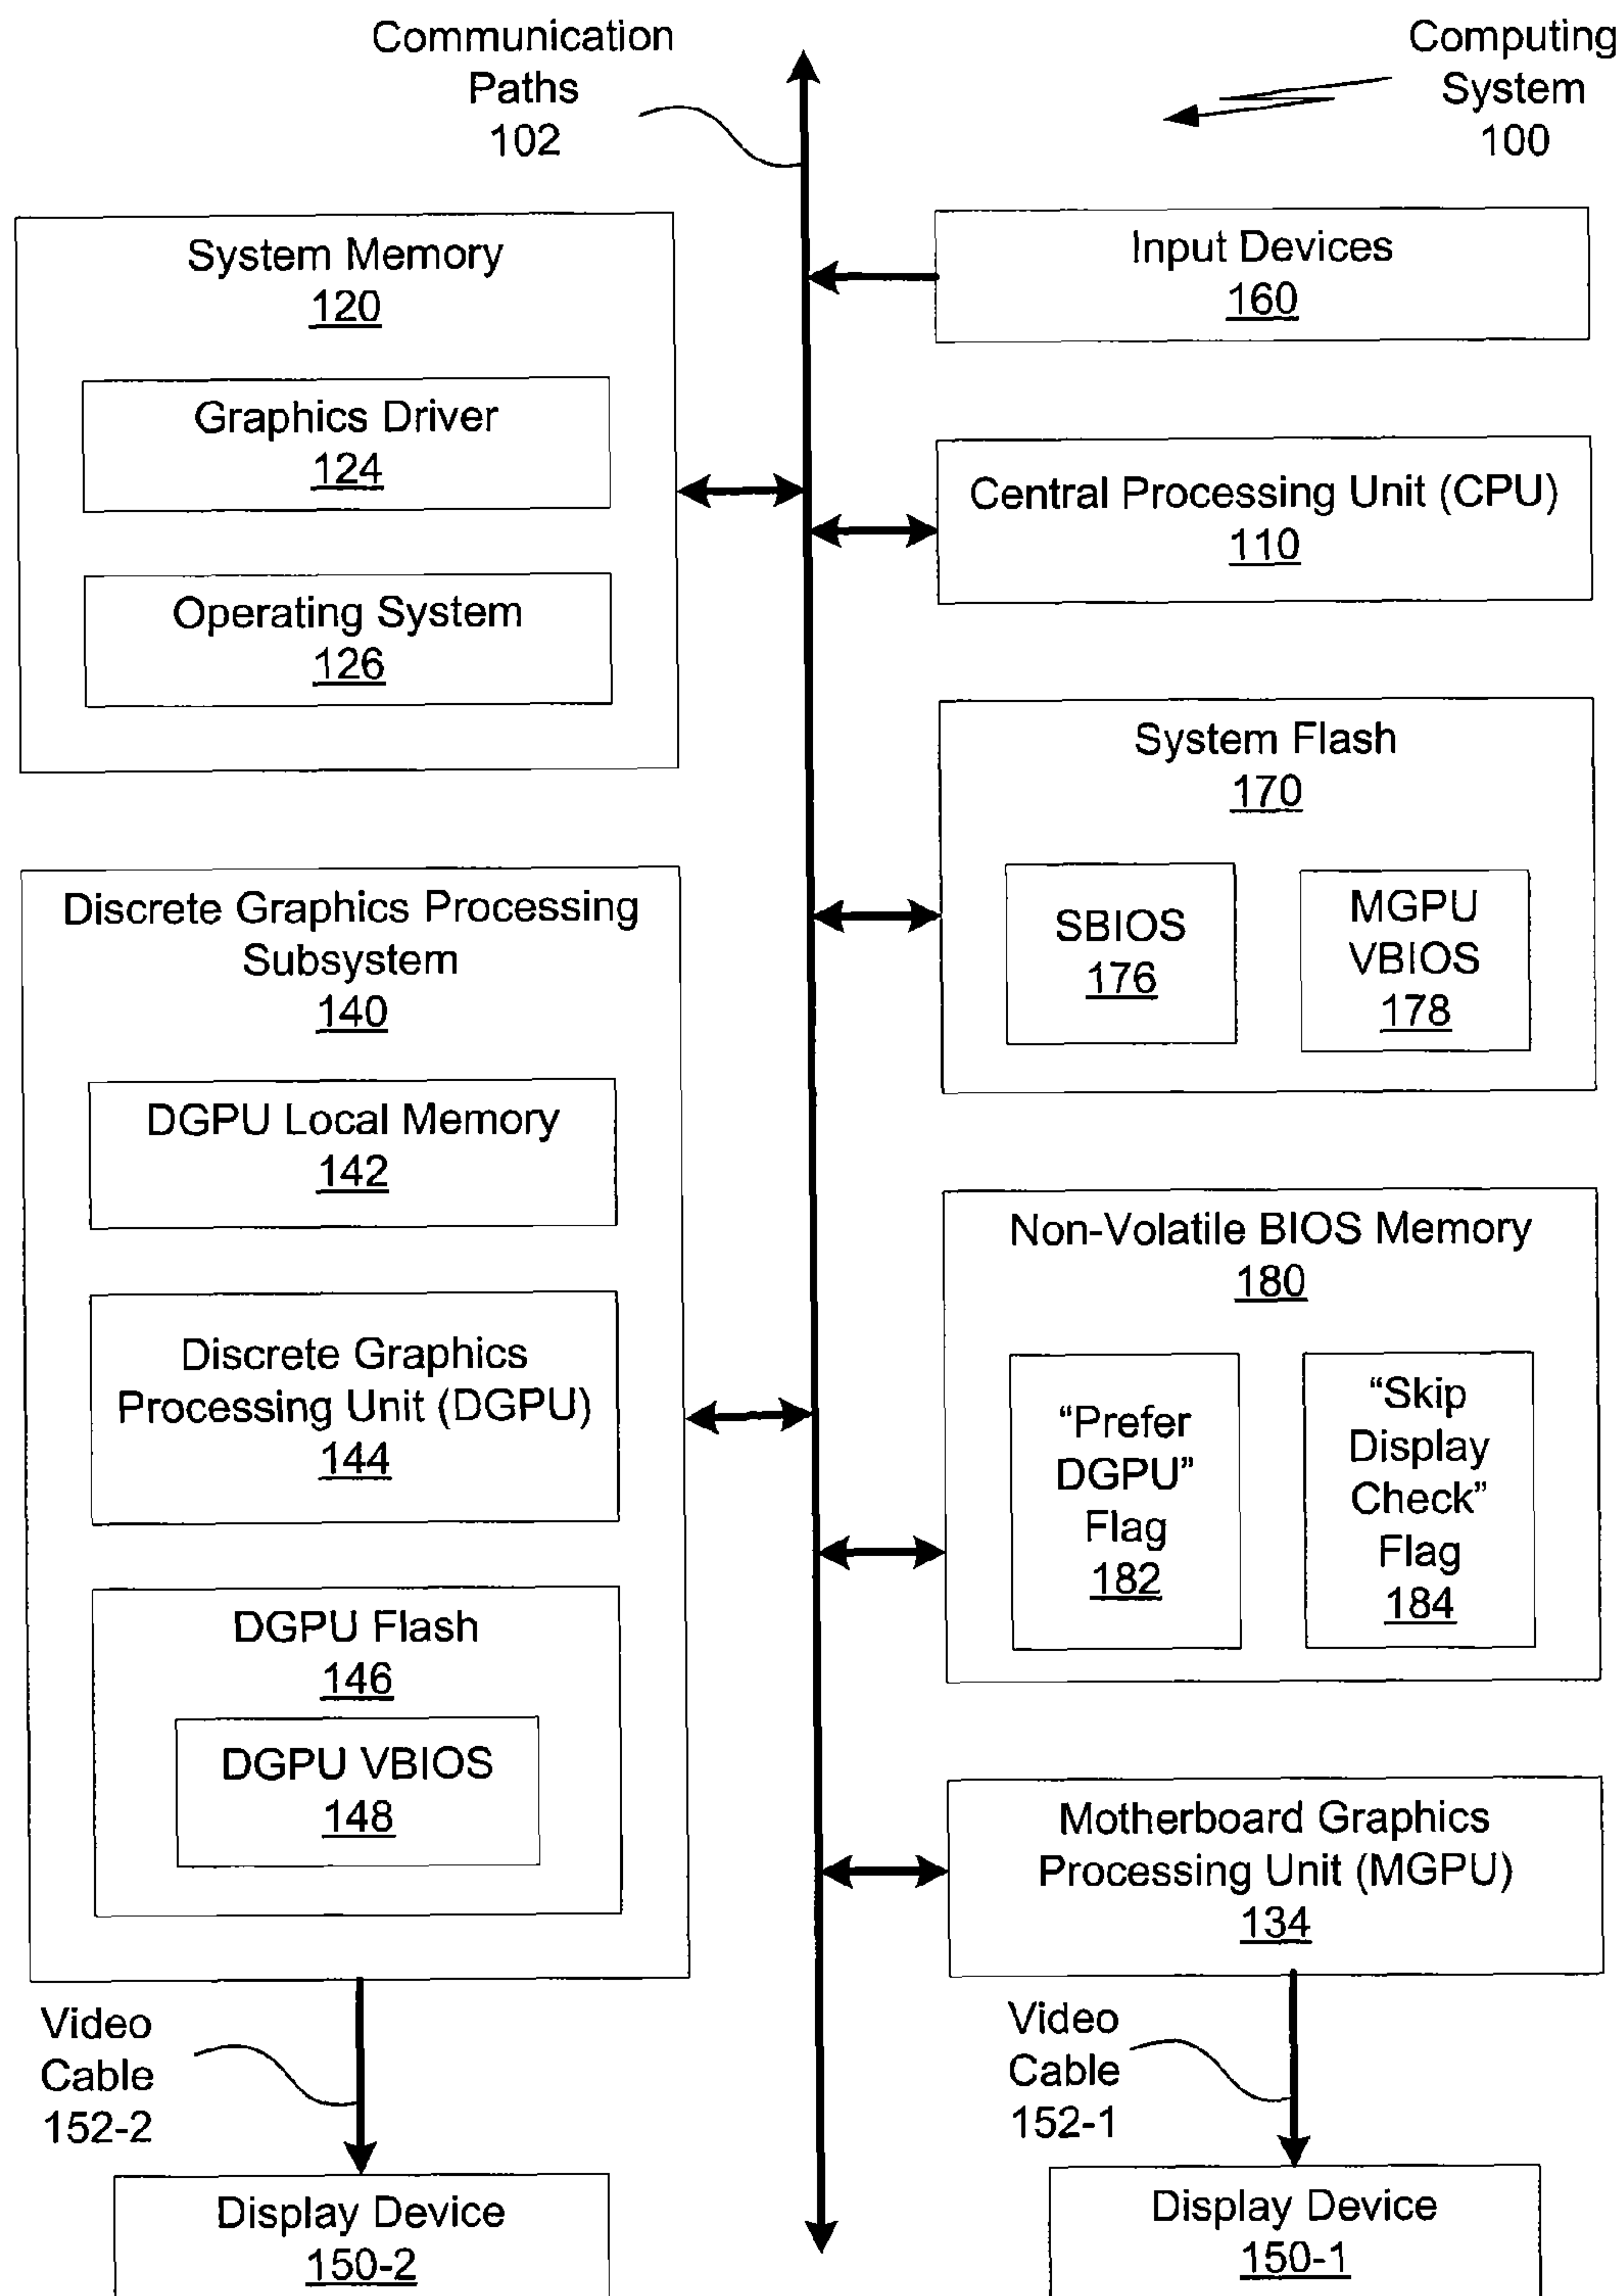 Communication
Paths
102
Computing
System
100
System Memory
120
Graphics Driver
124
Operating System
126
Input Devices
160
Central Processing Unit (CPU)
110
System Flash
170
SBIOS
176
MGPU
VBIOS
178
Discrete Graphics Processing
Subsystem
140
DGPU Local Memory
142
Discrete Graphics
Processing Unit (DGPU)
144
DGPU Flash
146
DGPU VBIOS
148
Non-Volatile BIOS Memory
180
“Prefer
DGPU”
Flag
182
“Skip
Display
Check”
Flag
184
Motherboard Graphics
Processing Unit (MGPU)
134
Video
Cable
152-2
Video
Cable
152-1
Display Device
150-2
Display Device
150-1